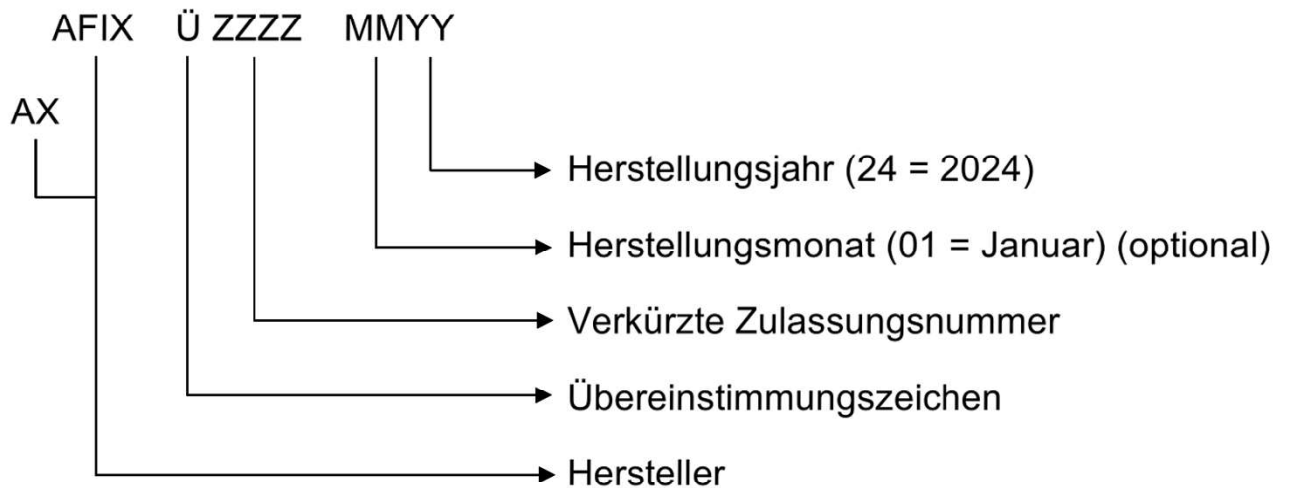 AFIX Ü ZZZZ MMYY
AX
Herstellungsjahr (24 = 2024)
Herstellungsmonat (01 = Januar) (optional)
Verkürzte Zulassungsnummer
Übereinstimmungszeichen
Hersteller